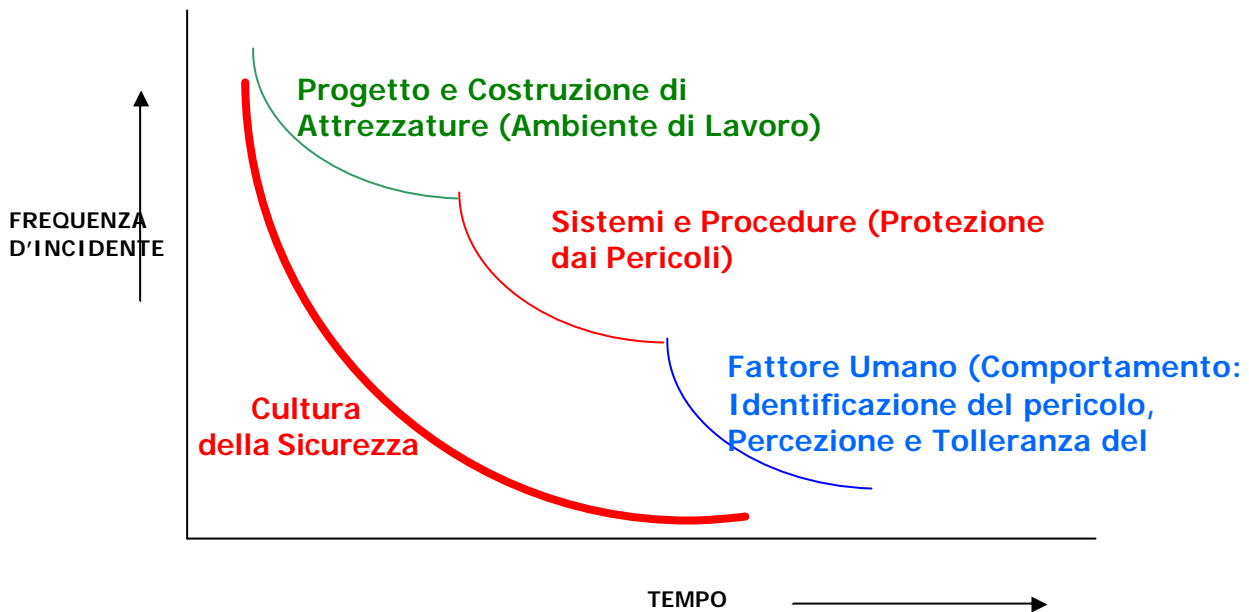 Progetto e Costruzione di
Attrezzature (Ambiente di Lavoro)
FREQUENZA
D'INCIDENTE
Sistemi e Procedure (Protezione
dai Pericoli)
Fattore Umano (Comportamento:
Identificazione del pericolo,
Percezione e Tolleranza del
Cultura
della Sicurezza
TEMPO